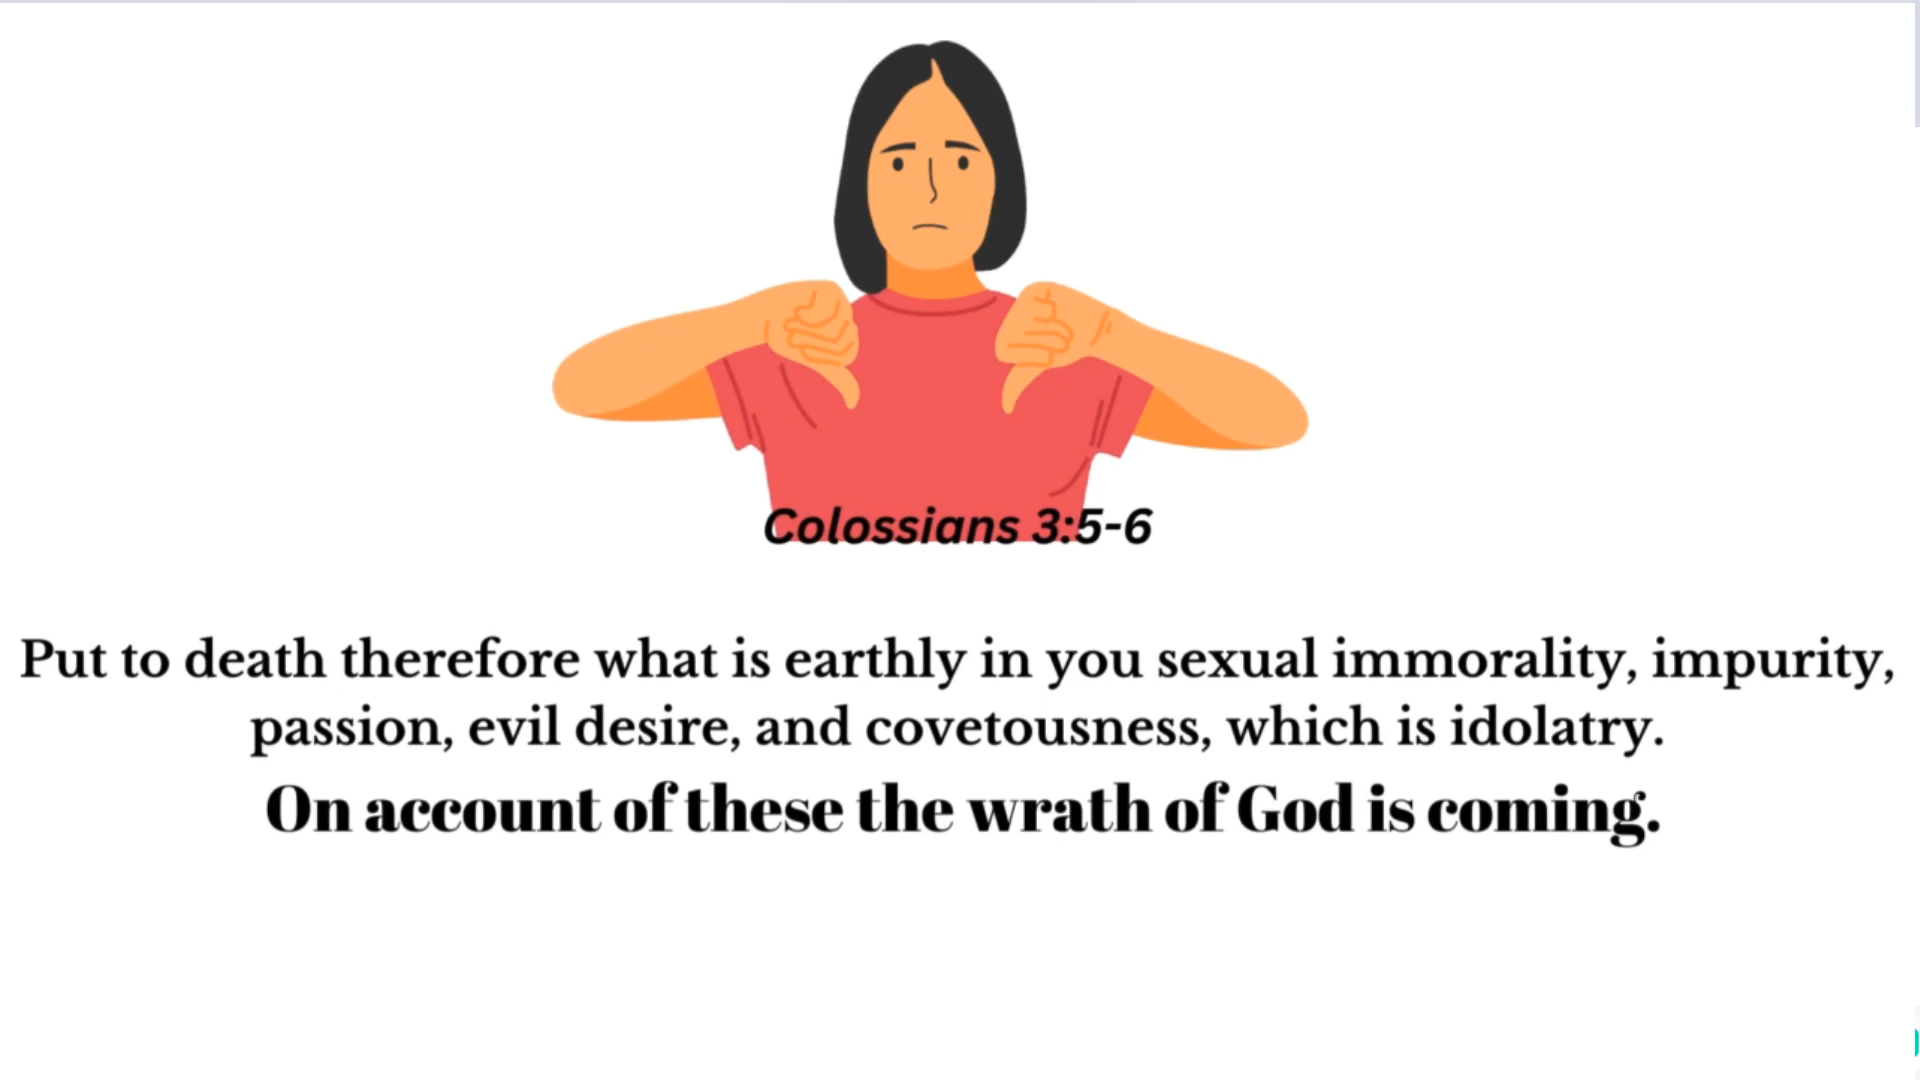 Colossians 3:5-6
Put to death therefore what is earthly in you sexual immorality, impurity,
passion, evil desire, and covetousness, which is idolatry.
On account of these the wrath of God is coming.